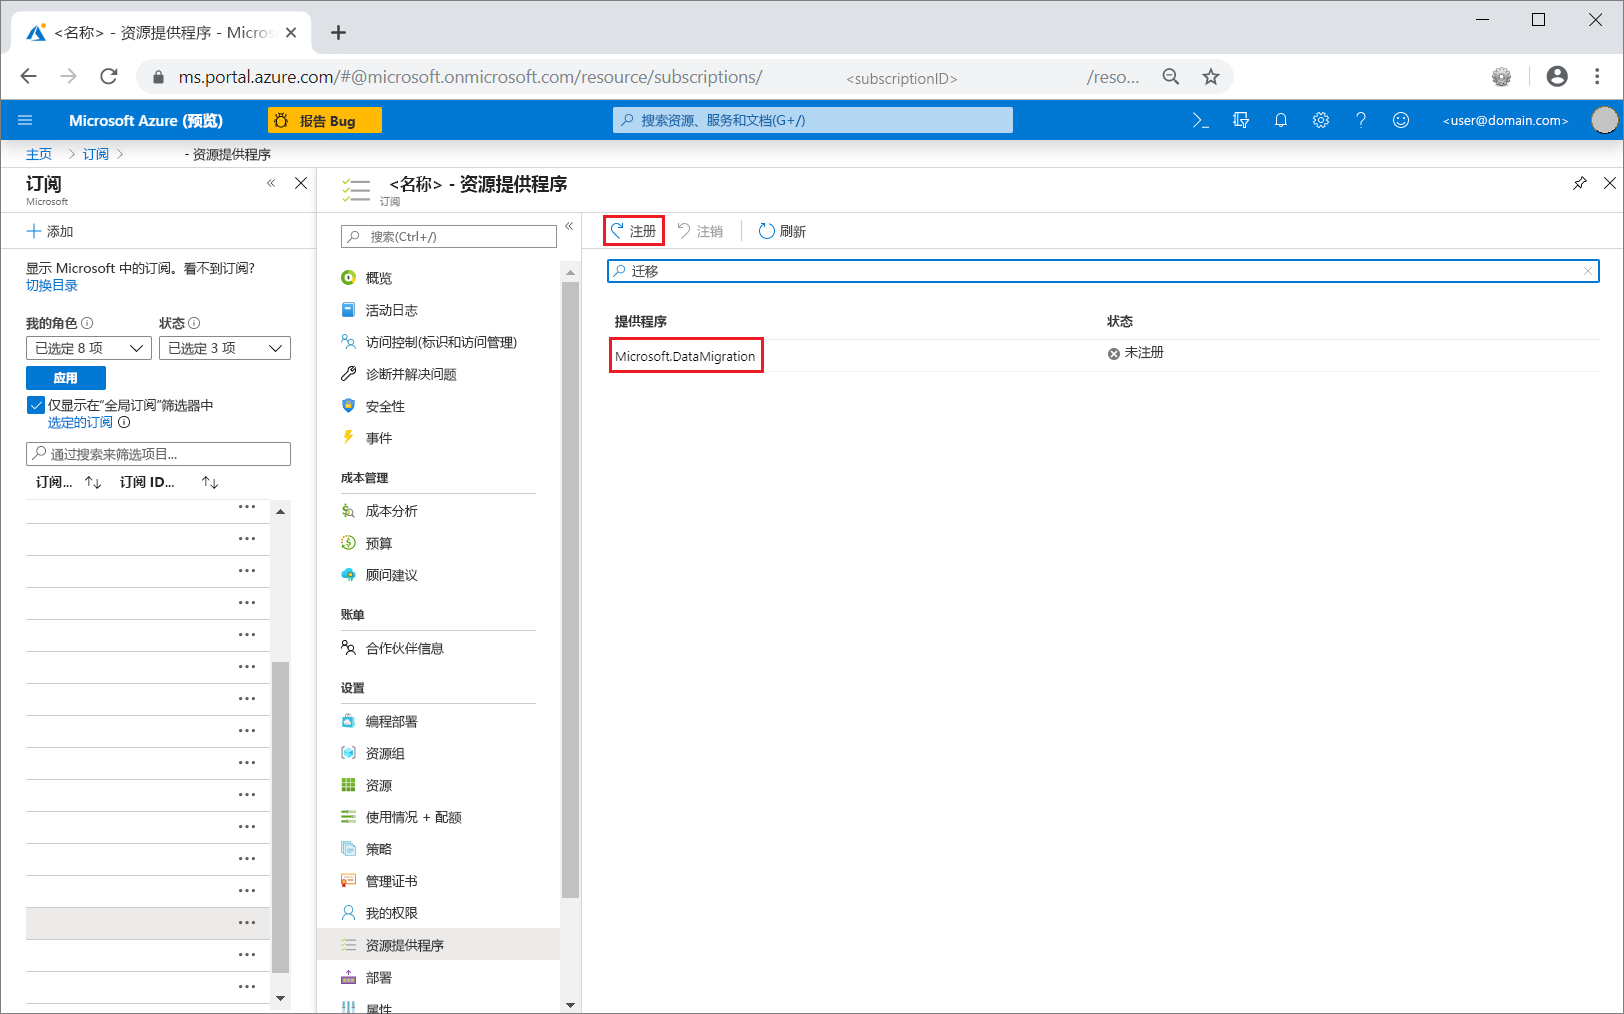 <名称> - 资源提供程序 - Micros
ms.portal.azure.com/#@microsoft.onmicrosoft.com/resource/subscriptions/ <subscriptionID> /reso...
Microsoft Azure (预览) 报告 Bug 搜索资源、服务和文档(G+/) <user@domain.com>
主页 > 订阅 > - 资源提供程序
订阅
Microsoft
添加
显示 Microsoft 中的订阅。看不到订阅?
切换目录
我的角色 状态
已选定 8 项 已选定 3 项
应用
仅显示在“全局订阅”筛选器中
选定的订阅
通过搜索来筛选项目...
订阅... 订阅 ID...
<名称> - 资源提供程序
订阅
搜索(Ctrl+/)
概览
活动日志
访问控制(标识和访问管理)
诊断并解决问题
安全性
事件
成本管理
成本分析
预算
顾问建议
账单
合作伙伴信息
设置
编程部署
资源组
资源
使用情况 + 配额
策略
管理证书
我的权限
资源提供程序
部署
属性
注册 注销 刷新
迁移
提供程序 状态
Microsoft.DataMigration 未注册